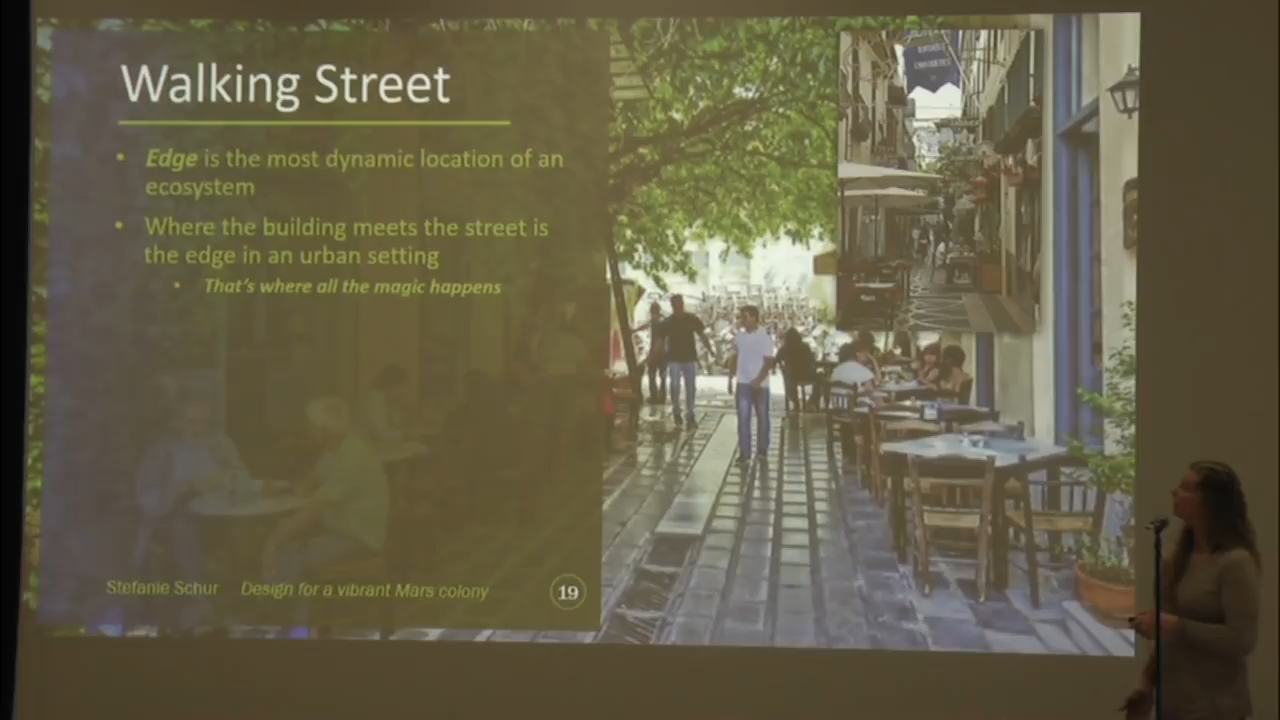 Walking Street
• Edge is the most dynamic location of an
ecosystem
• Where the building meets the street is
the edge in an urban setting
• That's where all the magic happens
Stefanie Schur Design for a vibrant Mars colony 19